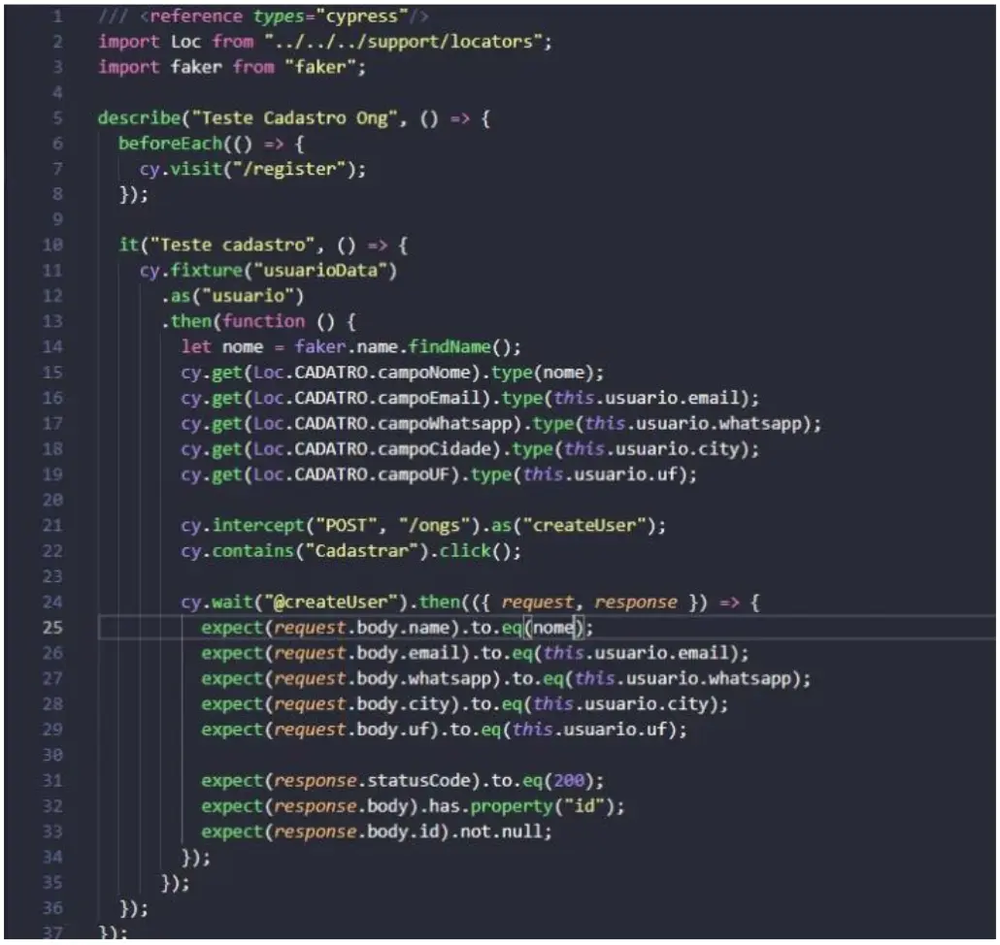 1 /// <reference types="cypress"/>
2 import Loc from "../../../support/locators";
3 import faker from "faker";
4
5 describe("Teste Cadastro Ong", () => {
6 beforeEach(() => {
7 cy.visit("/register");
8 });
9
10 it("Teste cadastro", () => {
11 cy.fixture("usuarioData")
12 .as("usuario")
13 .then(function () {
14 let nome = faker.name.findName();
15 cy.get(Loc.CADATRO.campoNome).type(nome);
16 cy.get(Loc.CADATRO.campoEmail).type(this.usuario.email);
17 cy.get(Loc.CADATRO.campoWhatsapp).type(this.usuario.whatsapp);
18 cy.get(Loc.CADATRO.campoCidade).type(this.usuario.city);
19 cy.get(Loc.CADATRO.campoUF).type(this.usuario.uf);
20
21 cy.intercept("POST", "/ongs").as("createUser");
22 cy.contains("Cadastrar").click();
23
24 cy.wait("@createUser").then(({ request, response }) => {
25 expect(request.body.name).to.eq(nome);
26 expect(request.body.email).to.eq(this.usuario.email);
27 expect(request.body.whatsapp).to.eq(this.usuario.whatsapp);
28 expect(request.body.city).to.eq(this.usuario.city);
29 expect(request.body.uf).to.eq(this.usuario.uf);
30
31 expect(response.statusCode).to.eq(200);
32 expect(response.body).has.property("id");
33 expect(response.body.id).not.null;
34 });
35 });
36 });
37 });